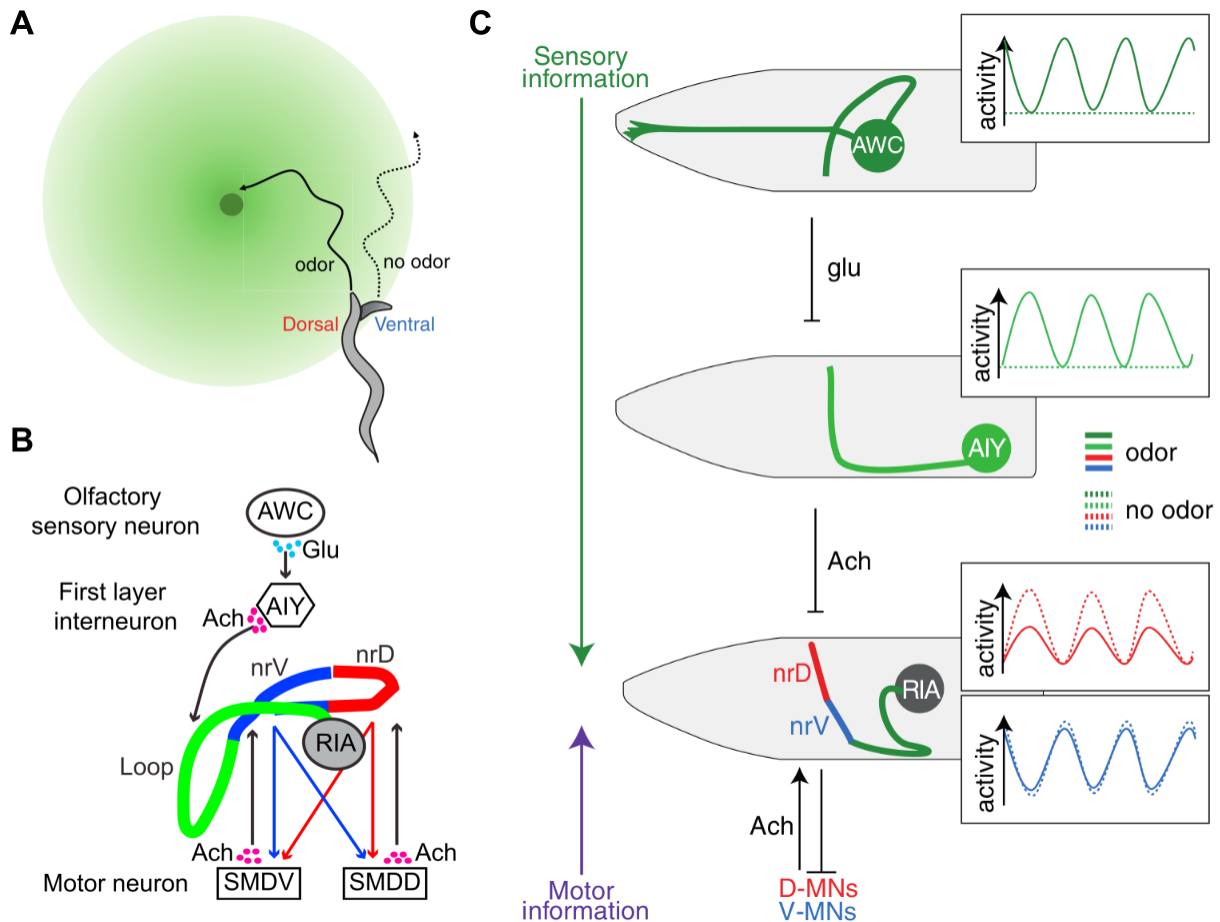 A
odor
no odor
Dorsal
Ventral
B
Olfactory
sensory neuron
AWC
Glu
First layer
interneuron
AIY
Ach
nrV
nrD
Loop
RIA
Ach
Ach
Motor neuron
SMDV
SMDD
C
Sensory
information
AWC
activity
glu
activity
AIY
odor
no odor
Ach
activity
nrD
nrV
RIA
activity
Ach
Motor
information
D-MNs
V-MNs